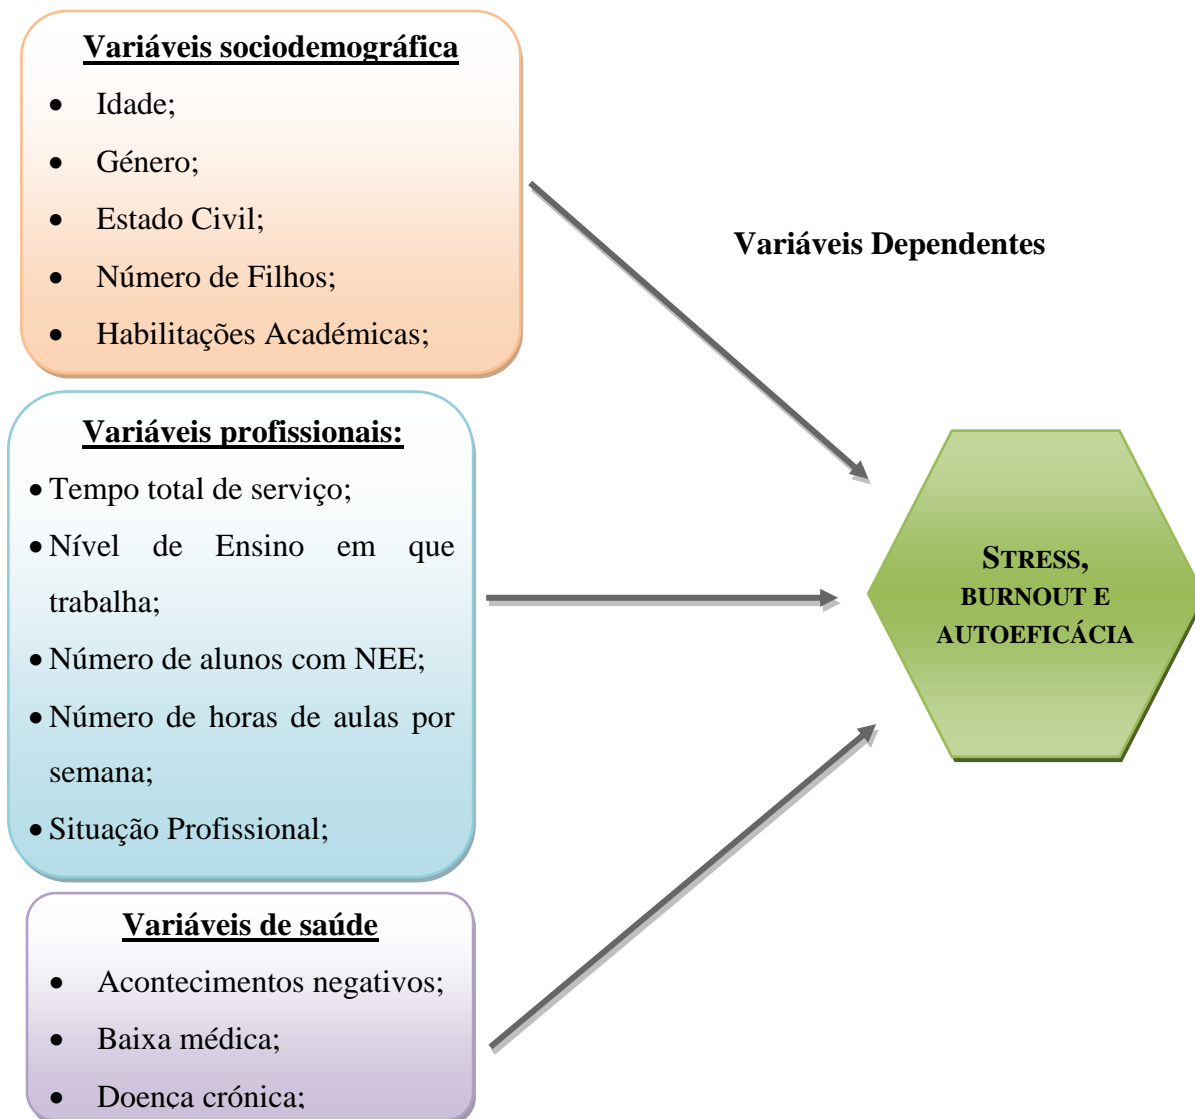 Variáveis sociodemográfica
• Idade;
• Género;
• Estado Civil;
• Número de Filhos;
• Habilitações Académicas;
Variáveis Dependentes
Variáveis profissionais:
• Tempo total de serviço;
• Nível de Ensino em que
trabalha;
• Número de alunos com NEE;
• Número de horas de aulas por
semana;
• Situação Profissional;
STRESS,
BURNOUT E
AUTOEFICÁCIA
Variáveis de saúde
• Acontecimentos negativos;
• Baixa médica;
• Doença crónica;